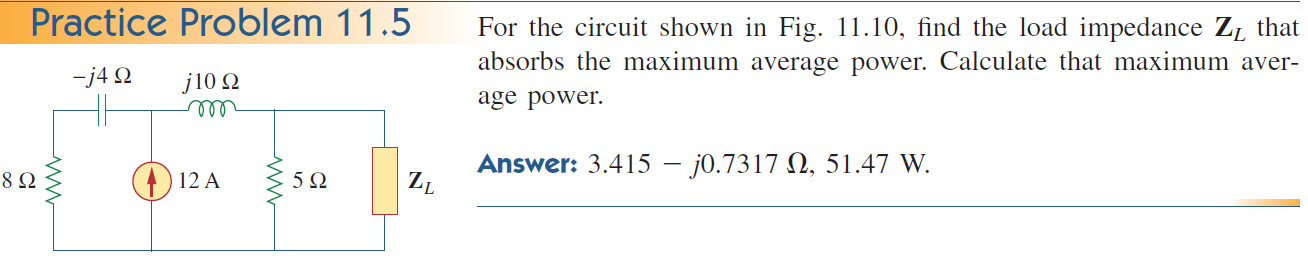 Practice Problem 11.5
For the circuit shown in Fig. 11.10, find the load impedance Z_L that
absorbs the maximum average power. Calculate that maximum aver-
age power.
Answer: 3.415 − j0.7317 Ω, 51.47 W.
−j4 Ω
j10 Ω
8 Ω
12 A
5 Ω
Z_L